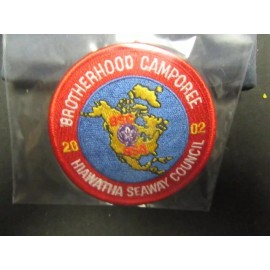 BROTHERHOOD CAMPOREE
20 02
HIAWATHA SEAWAY COUNCIL